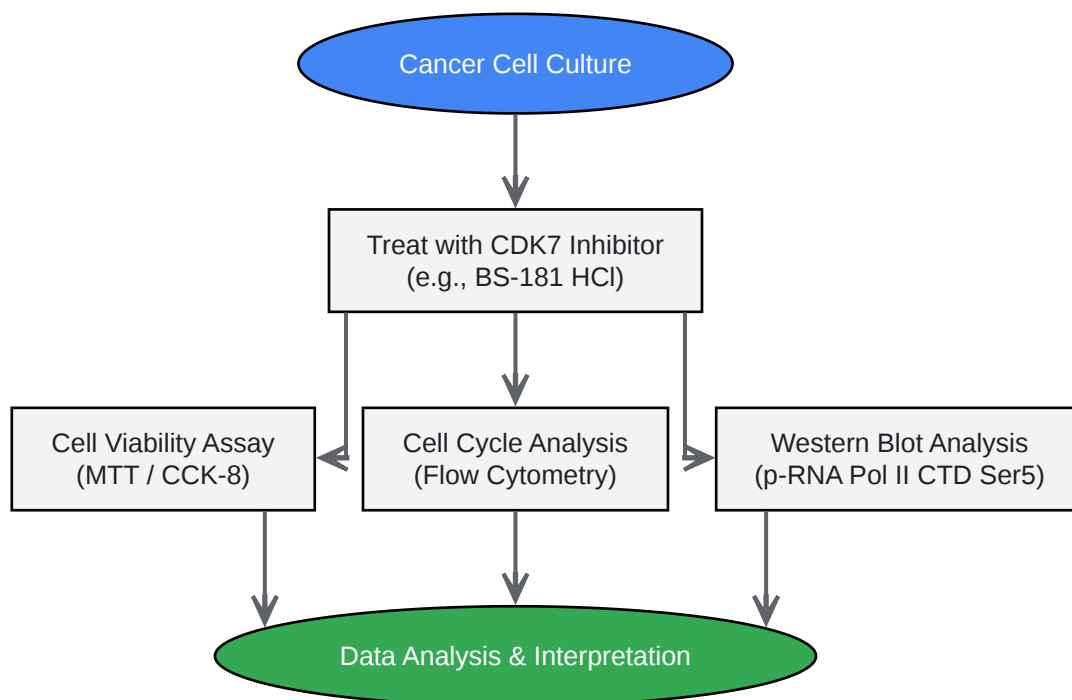 Cancer Cell Culture
Treat with CDK7 Inhibitor
(e.g., BS-181 HCl)
Cell Viability Assay
(MTT / CCK-8)
Cell Cycle Analysis
(Flow Cytometry)
Western Blot Analysis
(p-RNA Pol II CTD Ser5)
Data Analysis & Interpretation